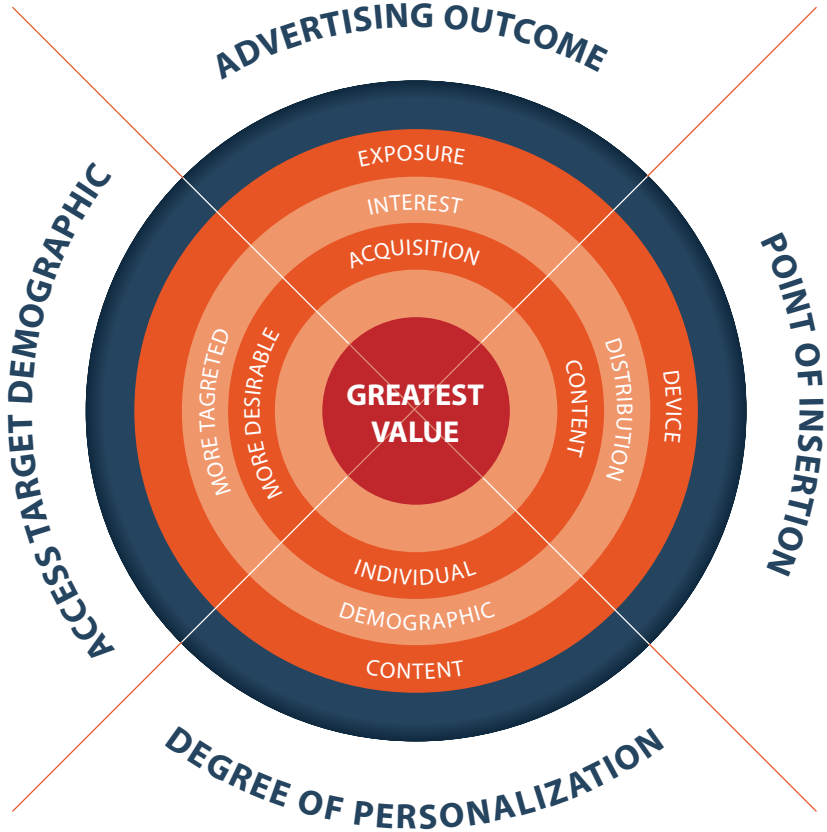 ADVERTISING OUTCOME
EXPOSURE
INTEREST
ACQUISITION
ACCESS TARGET DEMOGRAPHIC
MORE TAGRETED
MORE DESIRABLE
GREATEST
VALUE
CONTENT
DISTRIBUTION
DEVICE
POINT OF INSERTION
INDIVIDUAL
DEMOGRAPHIC
CONTENT
DEGREE OF PERSONALIZATION